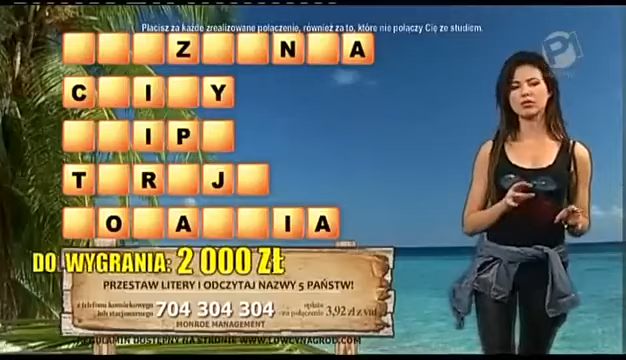 Płacisz za każde zrealizowane połączenie, również za to, które nie połączy Cię ze studiem.
Z N A
C I Y
I P
T R J
O A I A
DO WYGRANIA: 2 000 ZŁ
PRZESTAW LITERY I ODCZYTAJ NAZWY 5 PAŃSTW!
z telefonu komórkowego lub stacjonarnego 704 304 304 opłata za połączenie 3,92 zł z vat
MONROE MANAGEMENT
REGULAMIN DOSTĘPNY NA STRONIE WWW.LOWCYNAGROD.COM